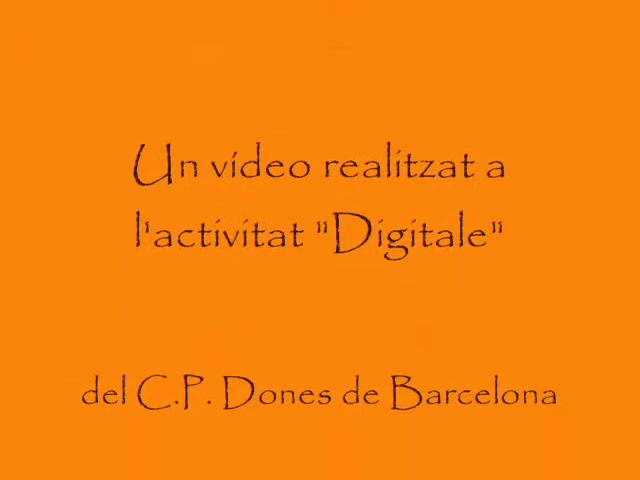 Un vídeo realitzat a
l'activitat "Digitale"
del C.P. Dones de Barcelona